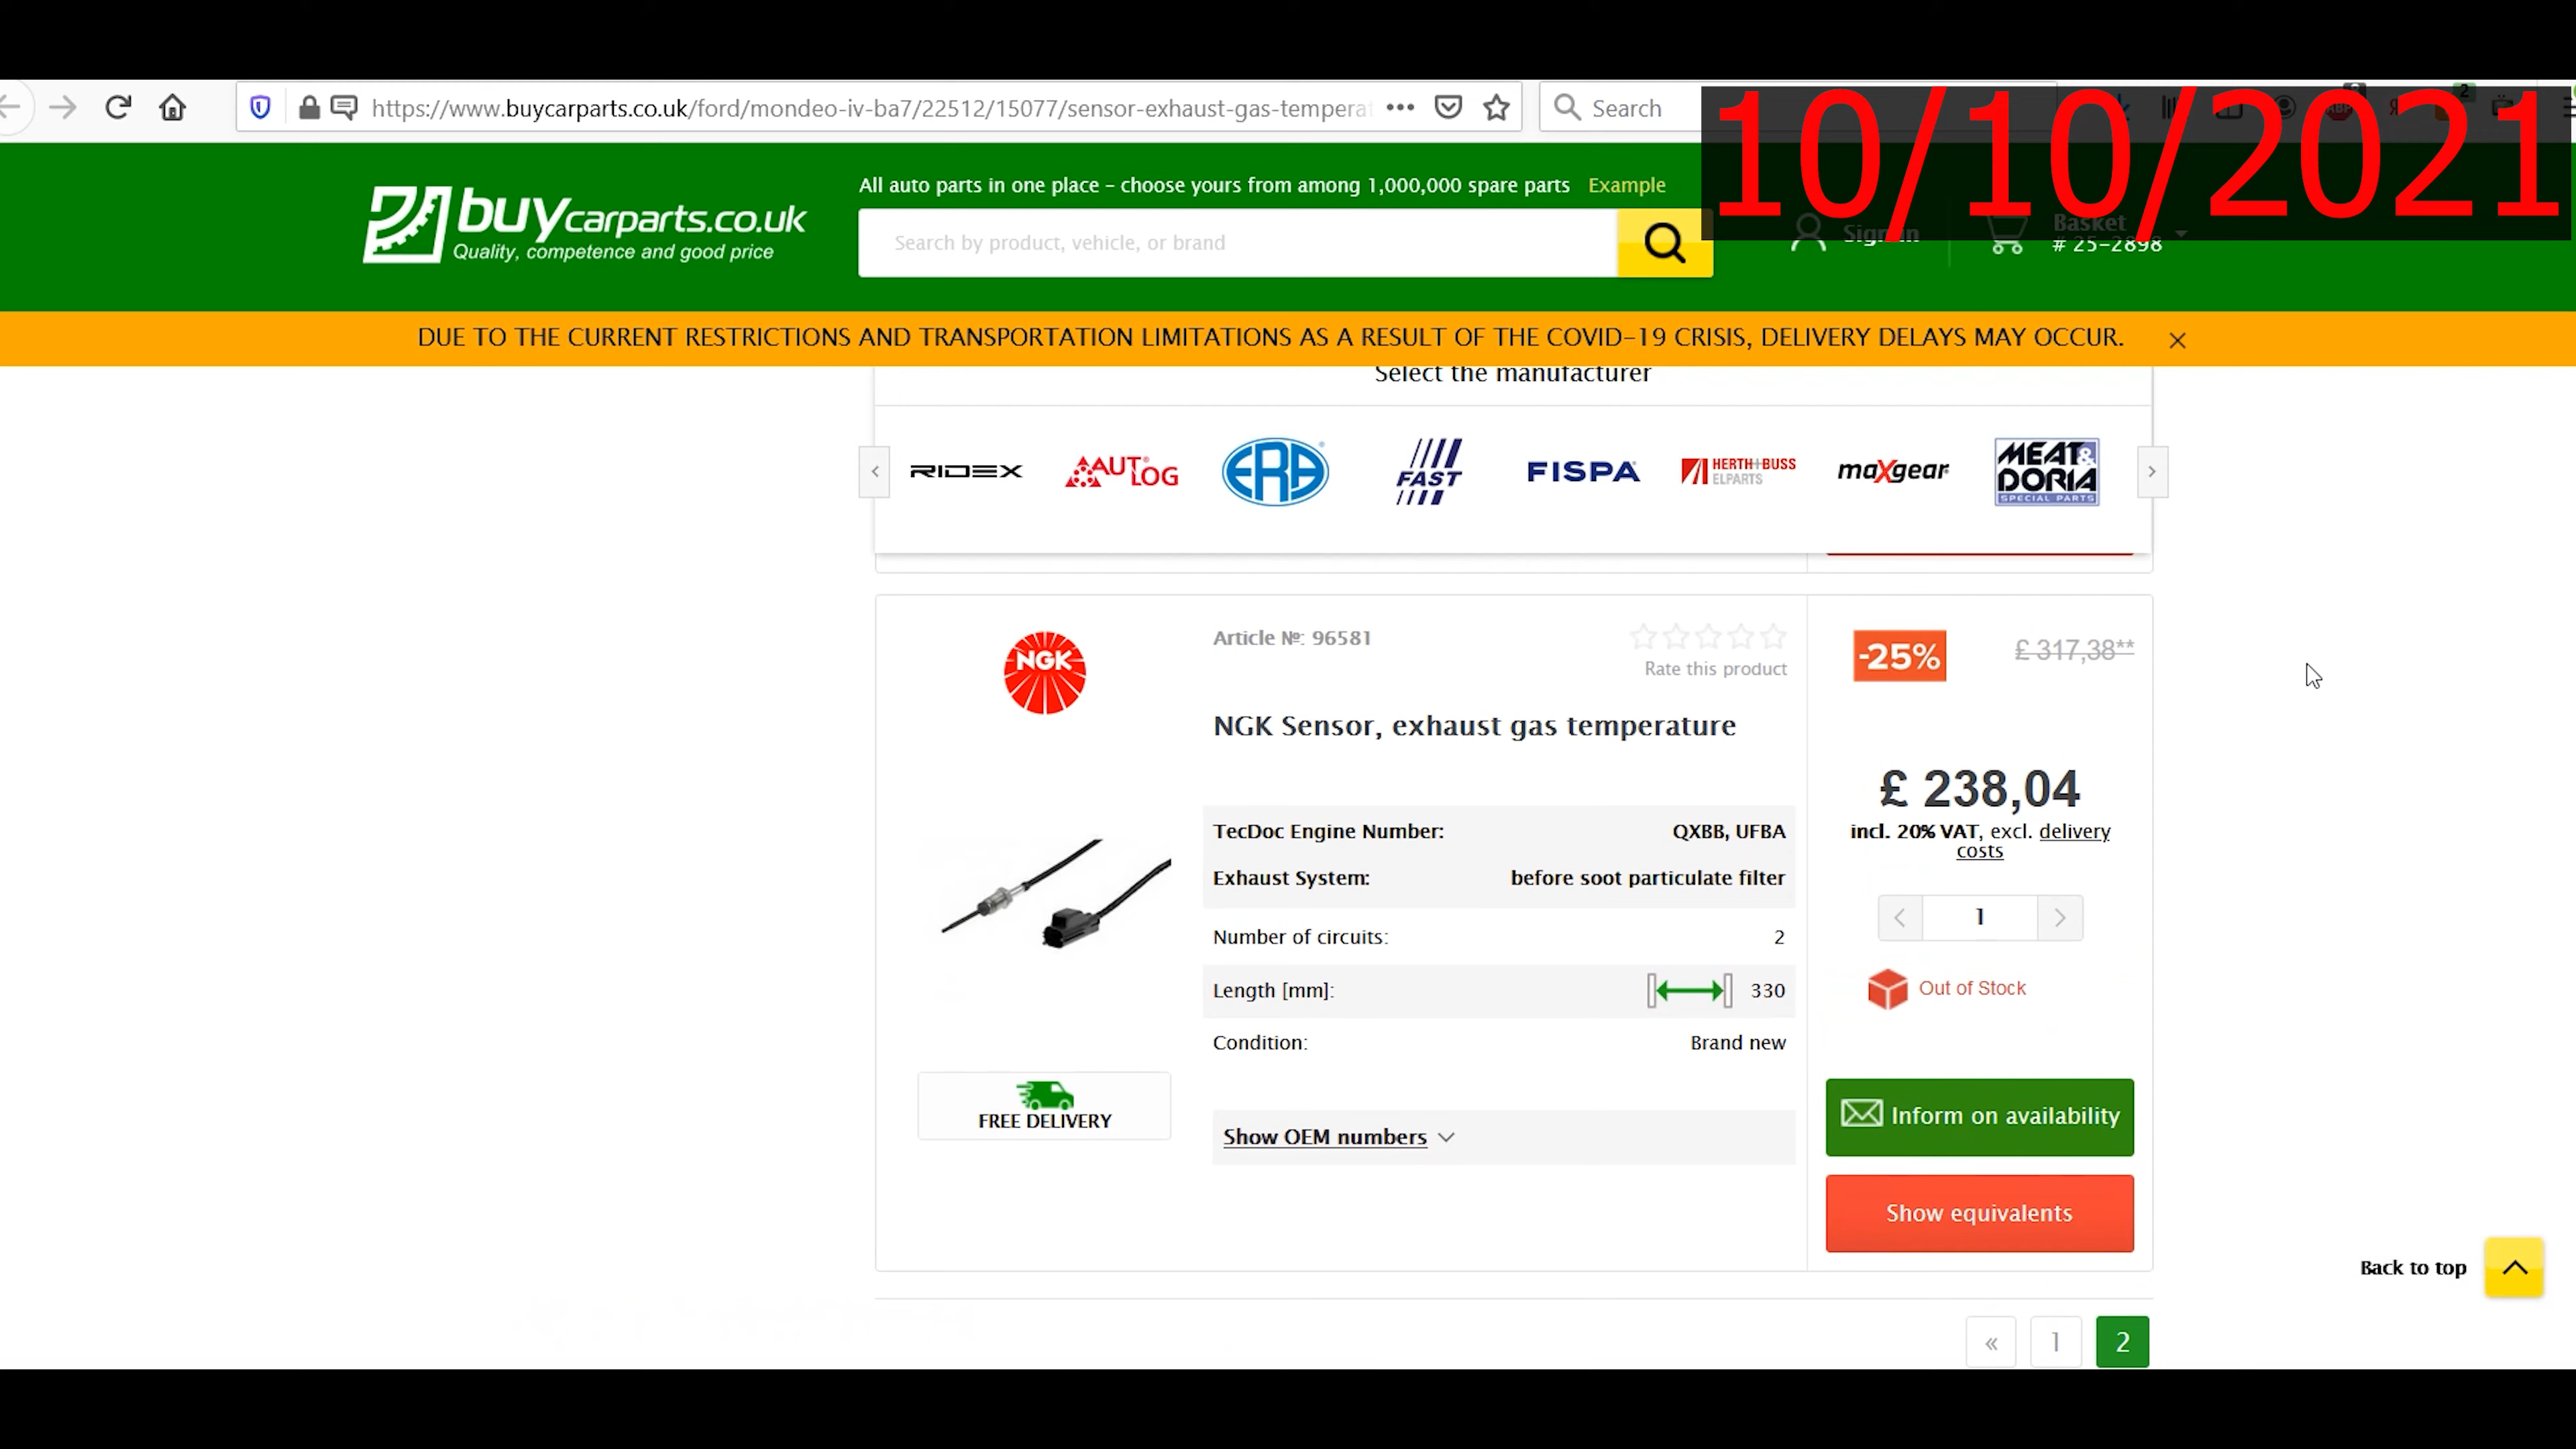 https://www.buycarparts.co.uk/ford/mondeo-iv-ba7/22512/15077/sensor-exhaust-gas-temperat
Search
10/10/2021
buycarparts.co.uk
Quality, competence and good price
All auto parts in one place – choose yours from among 1,000,000 spare parts Example
Search by product, vehicle, or brand
Sign in
Basket
# 25-2898
DUE TO THE CURRENT RESTRICTIONS AND TRANSPORTATION LIMITATIONS AS A RESULT OF THE COVID-19 CRISIS, DELIVERY DELAYS MAY OCCUR.
Select the manufacturer
RIDEX
AUTLOG
ERA
FAST
FISPA
HERTH+BUSS
ELPARTS
maXgear
MEAT&
DORIA
SPECIAL PARTS
NGK
Article №: 96581
Rate this product
-25%
£ 317,38**
NGK Sensor, exhaust gas temperature
£ 238,04
incl. 20% VAT, excl. delivery
costs
TecDoc Engine Number: QXBB, UFBA
Exhaust System: before soot particulate filter
Number of circuits: 2
Length [mm]: 330
Condition: Brand new
1
Out of Stock
FREE DELIVERY
Show OEM numbers
Inform on availability
Show equivalents
Back to top
« 1 2